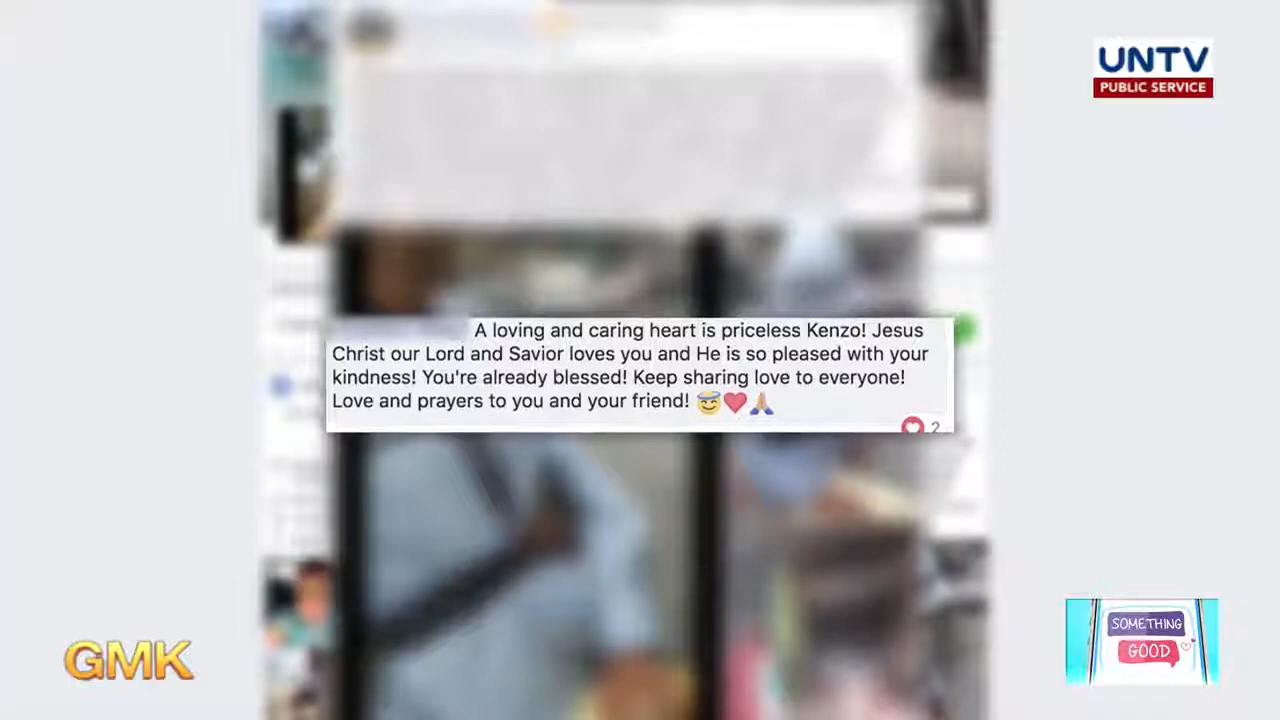 UNTV
PUBLIC SERVICE
A loving and caring heart is priceless Kenzo! Jesus
Christ our Lord and Savior loves you and He is so pleased with your
kindness! You're already blessed! Keep sharing love to everyone!
Love and prayers to you and your friend! 😇❤️🙏🏼
2
SOMETHING
GOOD
GMK